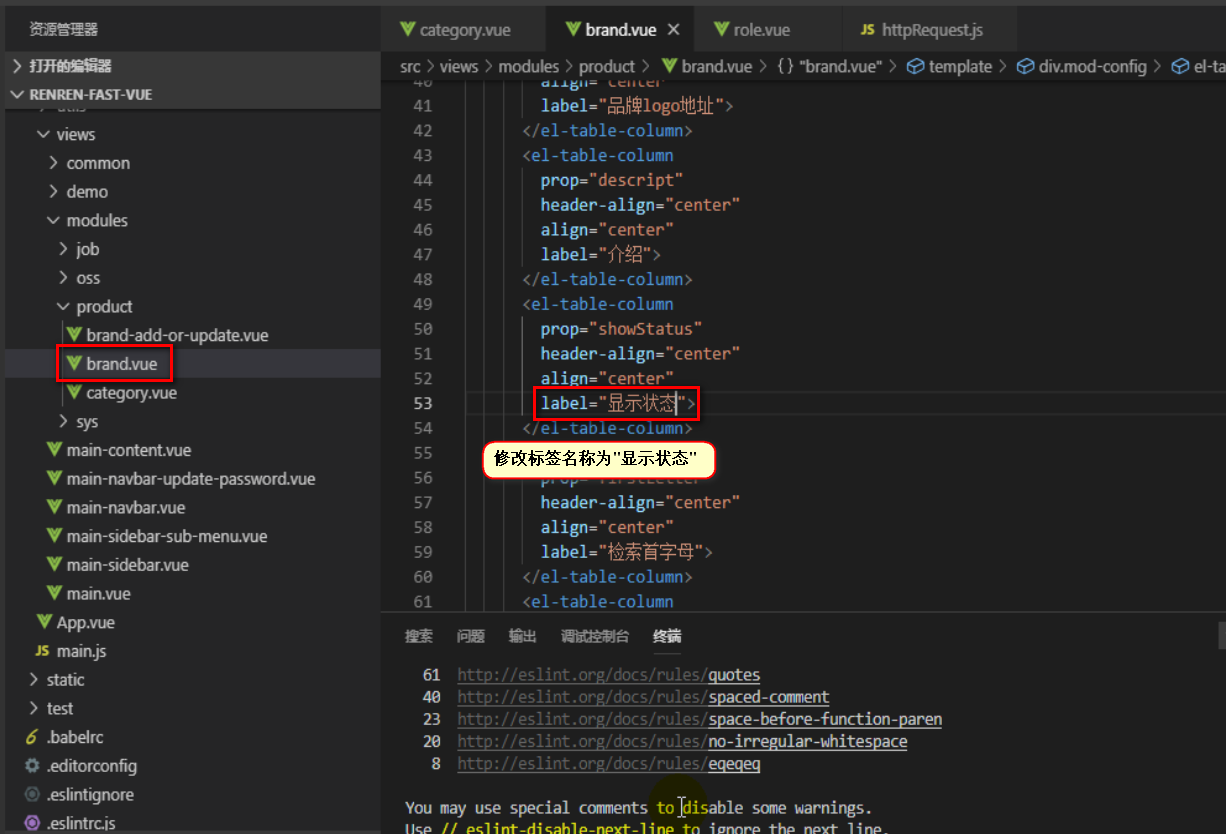 资源管理器
打开的编辑器
RENREN-FAST-VUE
utils
views
common
demo
modules
job
oss
product
brand-add-or-update.vue
brand.vue
category.vue
sys
main-content.vue
main-navbar-update-password.vue
main-navbar.vue
main-sidebar-sub-menu.vue
main-sidebar.vue
main.vue
App.vue
JS main.js
static
test
.babelrc
.editorconfig
.eslintignore
.eslintrc.js
category.vue
brand.vue
role.vue
JS httpRequest.js
src > views > modules > product > brand.vue > {} "brand.vue" > template > div.mod-config > el-ta
40 align="center"
41 label="品牌logo地址">
42 </el-table-column>
43 <el-table-column
44 prop="descript"
45 header-align="center"
46 align="center"
47 label="介绍">
48 </el-table-column>
49 <el-table-column
50 prop="showStatus"
51 header-align="center"
52 align="center"
53 label="显示状态">
54 </el-table-column>
55
修改标签名称为"显示状态"
56 prop="firstLetter"
57 header-align="center"
58 align="center"
59 label="检索首字母">
60 </el-table-column>
61 <el-table-column
搜索 问题 输出 调试控制台 终端
61 http://eslint.org/docs/rules/quotes
40 http://eslint.org/docs/rules/spaced-comment
23 http://eslint.org/docs/rules/space-before-function-paren
20 http://eslint.org/docs/rules/no-irregular-whitespace
8 http://eslint.org/docs/rules/eqeqeq
You may use special comments to disable some warnings.
Use // eslint-disable-next-line to ignore the next line.